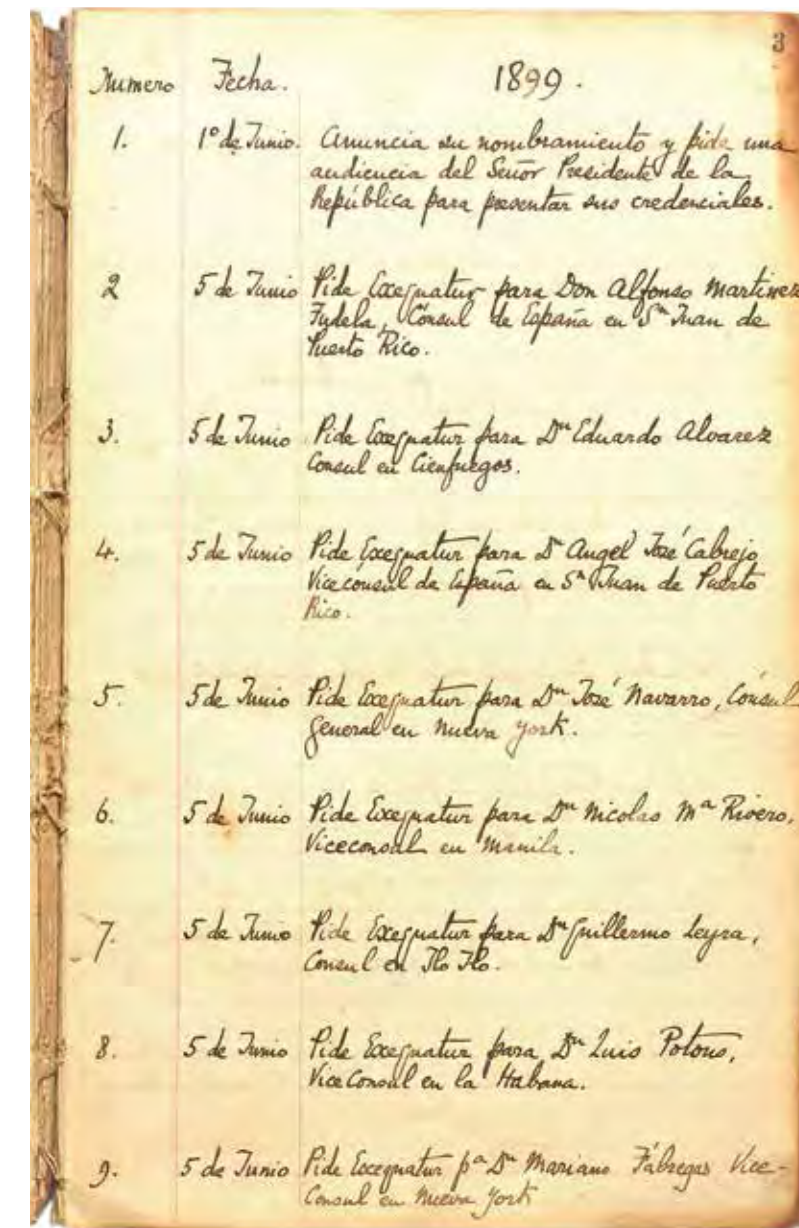 3
Numero Fecha. 1899.
1. 1º de Junio. Anuncia su nombramiento y pide una
audiencia del Señor Presidente de la
República para presentar sus credenciales.
2 5 de Junio Pide Exequatur para Don Alfonso Martinez
Tudela, Cónsul de España en Sn Juan de
Puerto Rico.
3. 5 de Junio Pide Exequatur para Dn Eduardo Alvarez
Consul en Cienfuegos.
4. 5 de Junio Pide Exequatur para Dn Angel José Cabrejo
Viceconsul de España en Sn Juan de Puerto
Rico.
5. 5 de Junio Pide Exequatur para Dn José Navarro, Cónsul
General en Nueva York.
6. 5 de Junio Pide Exequatur para Dn Nicolas Mª Rivero,
Viceconsul en Manila.
7. 5 de Junio Pide Exequatur para Dn Guillermo Leyra,
Consul en Ilo Ilo.
8. 5 de Junio Pide Exequatur para Dn Luis Potous,
ViceConsul en la Habana.
9. 5 de Junio Pide Exequatur pª Dn Mariano Fábregas Vice-
Consul en Nueva York